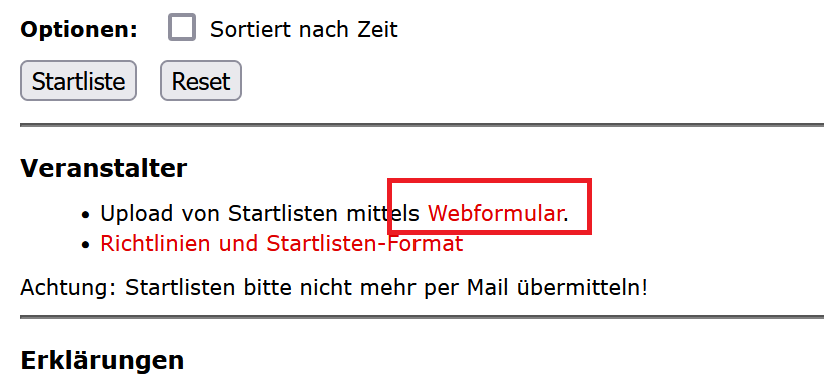 Optionen: Sortiert nach Zeit
Startliste Reset
Veranstalter
• Upload von Startlisten mittels Webformular.
• Richtlinien und Startlisten-Format
Achtung: Startlisten bitte nicht mehr per Mail übermitteln!
Erklärungen